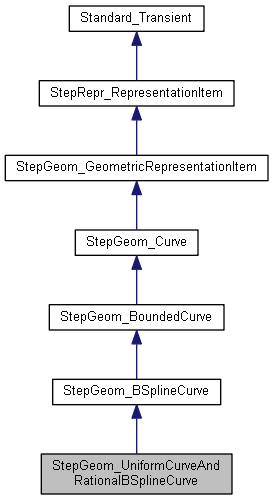 Standard_Transient
StepRepr_RepresentationItem
StepGeom_GeometricRepresentationItem
StepGeom_Curve
StepGeom_BoundedCurve
StepGeom_BSplineCurve
StepGeom_UniformCurveAnd
RationalBSplineCurve